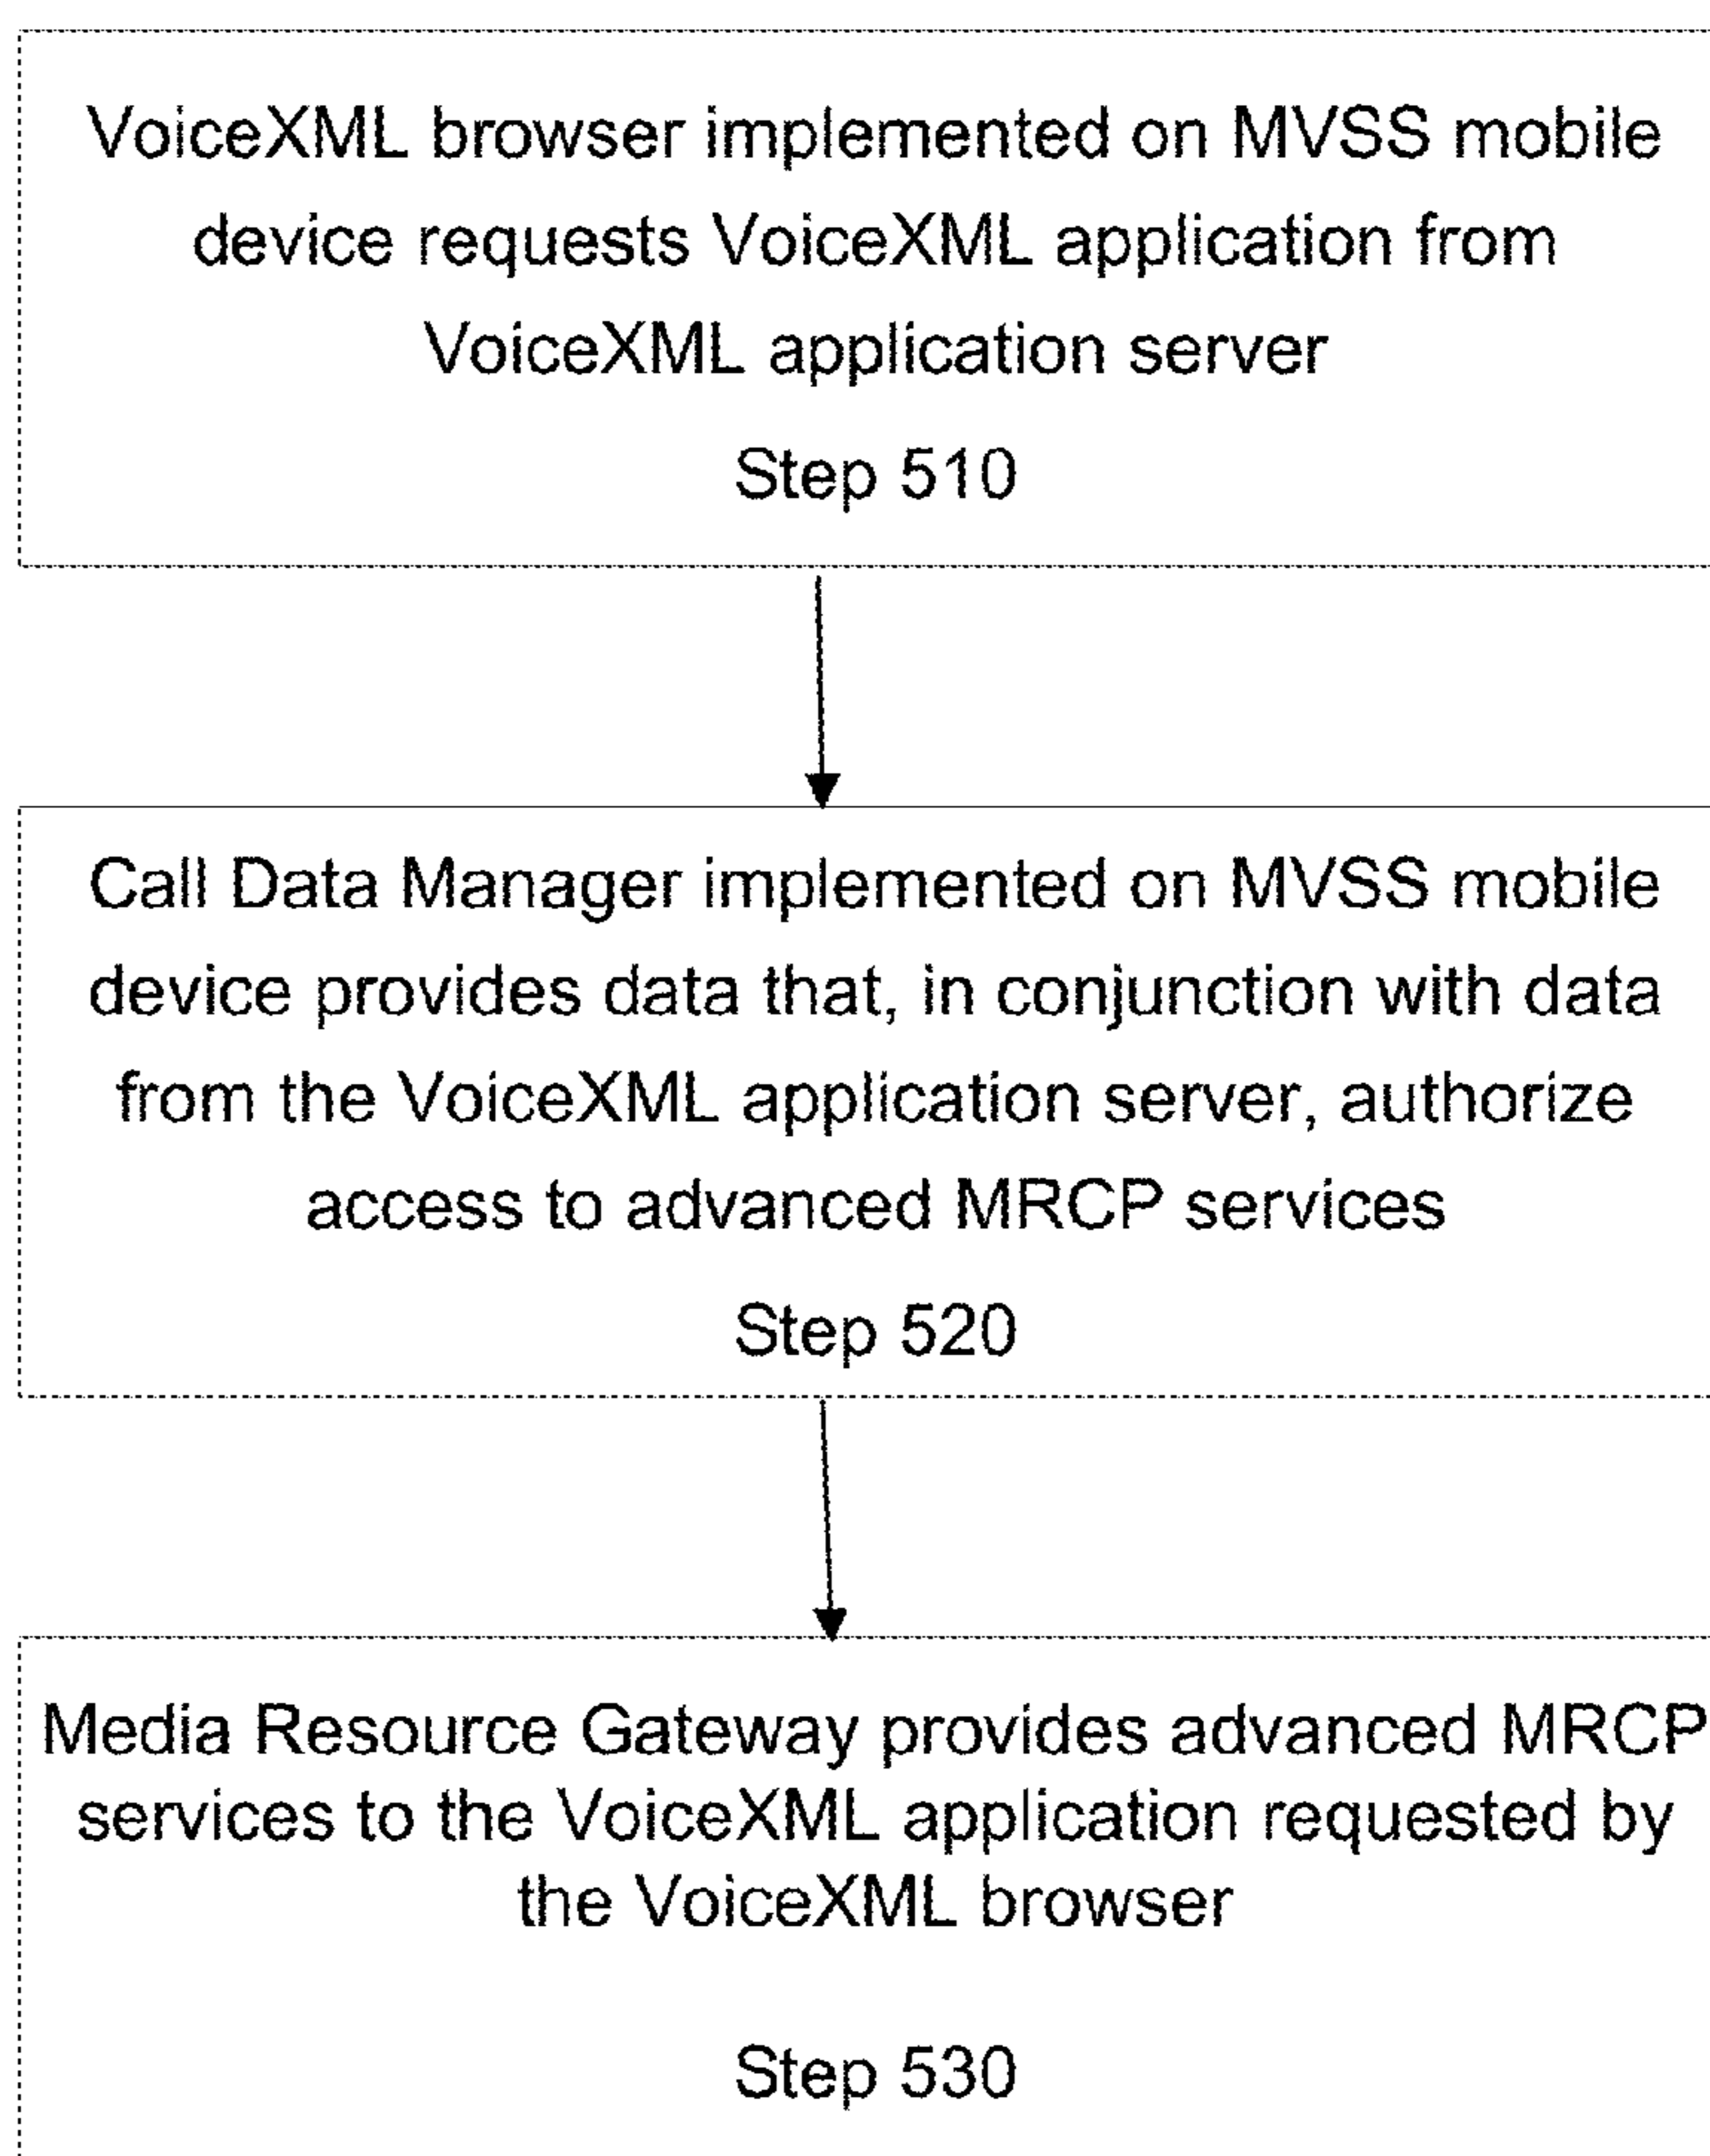 VoiceXML browser implemented on MVSS mobile
device requests VoiceXML application from
VoiceXML application server
Step 510
Call Data Manager implemented on MVSS mobile
device provides data that, in conjunction with data
from the VoiceXML application server, authorize
access to advanced MRCP services
Step 520
Media Resource Gateway provides advanced MRCP
services to the VoiceXML application requested by
the VoiceXML browser
Step 530